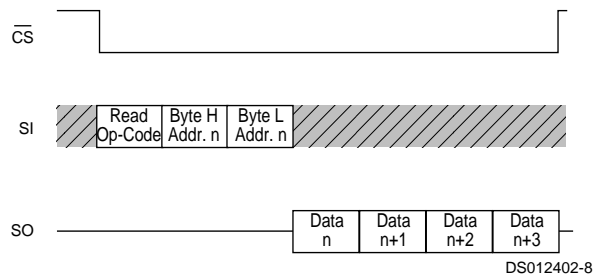 CS
SI
Read Op-Code
Byte H Addr. n
Byte L Addr. n
SO
Data n
Data n+1
Data n+2
Data n+3
DS012402-8